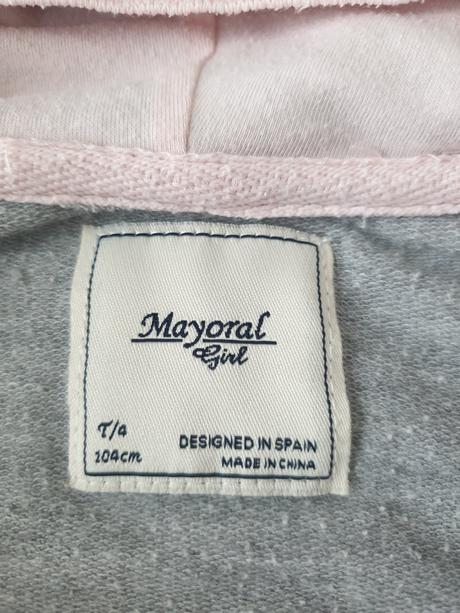 Mayoral
Girl
T/4
104cm
DESIGNED IN SPAIN
MADE IN CHINA